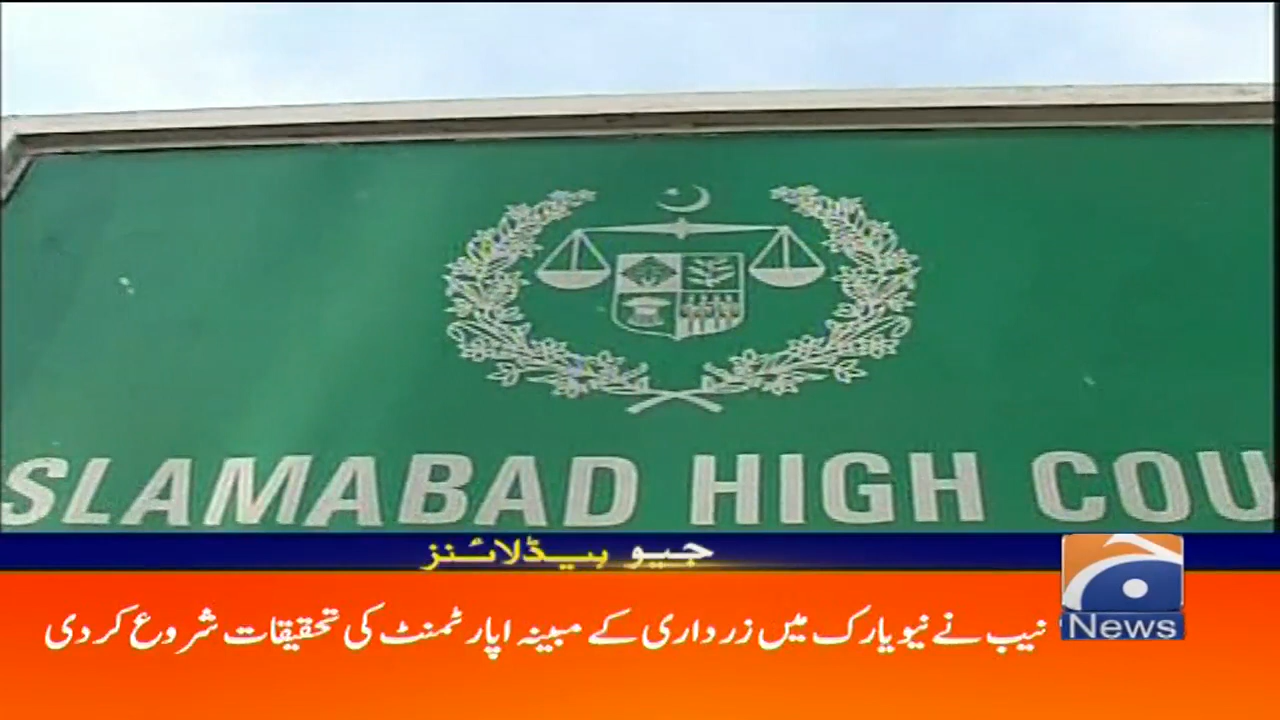 SLAMABAD HIGH COU
جیو ہیڈلائنز
نیب نے نیویارک میں زرداری کے مبینہ اپارٹمنٹ کی تحقیقات شروع کردی
News